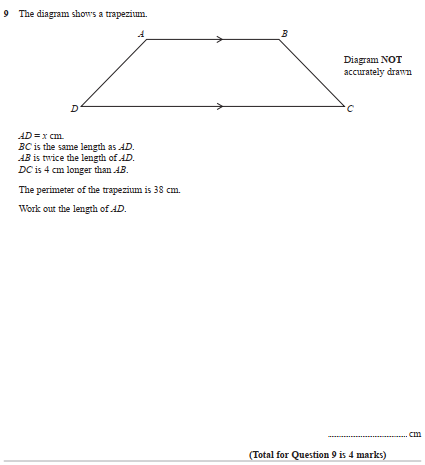 9 The diagram shows a trapezium.
A
B
Diagram NOT
accurately drawn
D
C
AD = x cm.
BC is the same length as AD.
AB is twice the length of AD.
DC is 4 cm longer than AB.
The perimeter of the trapezium is 38 cm.
Work out the length of AD.
.................................. cm
(Total for Question 9 is 4 marks)